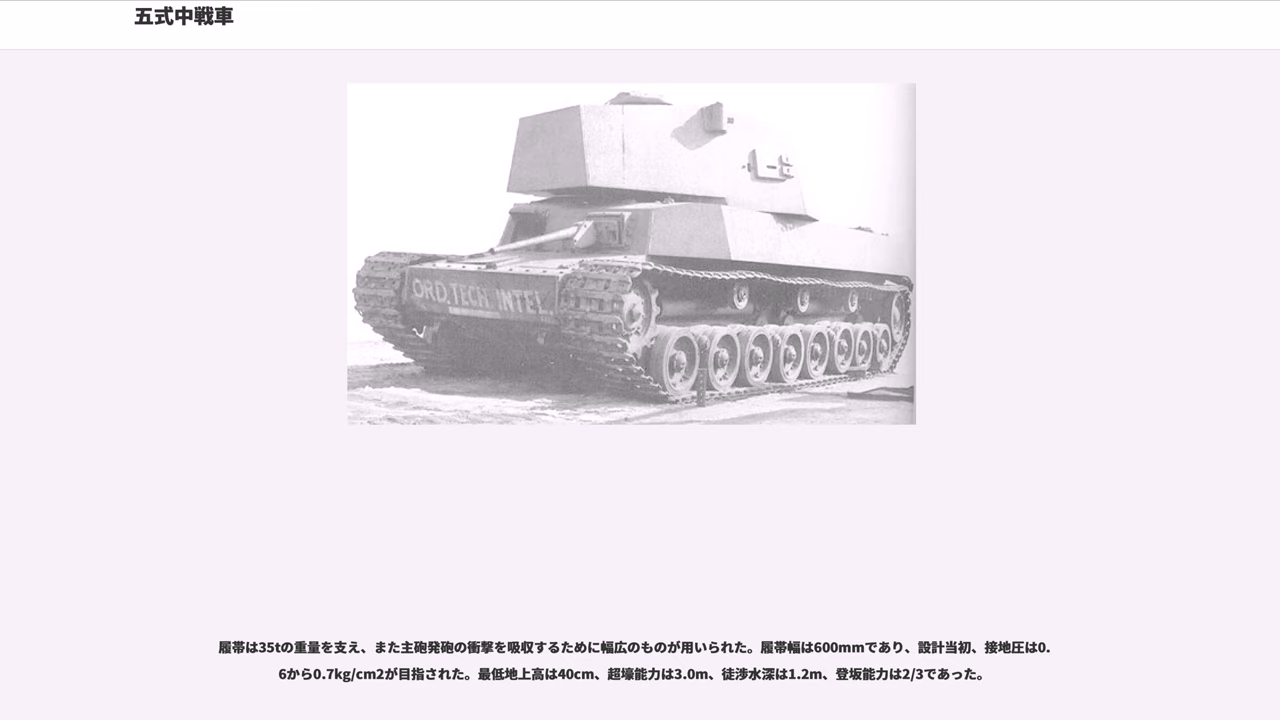 五式中戦車
ORD.TECH INTEL.
履帯は35tの重量を支え、また主砲発砲の衝撃を吸収するために幅広のものが用いられた。履帯幅は600mmであり、設計当初、接地圧は0.
6から0.7kg/cm2が目指された。最低地上高は40cm、超壕能力は3.0m、徒渉水深は1.2m、登坂能力は2/3であった。